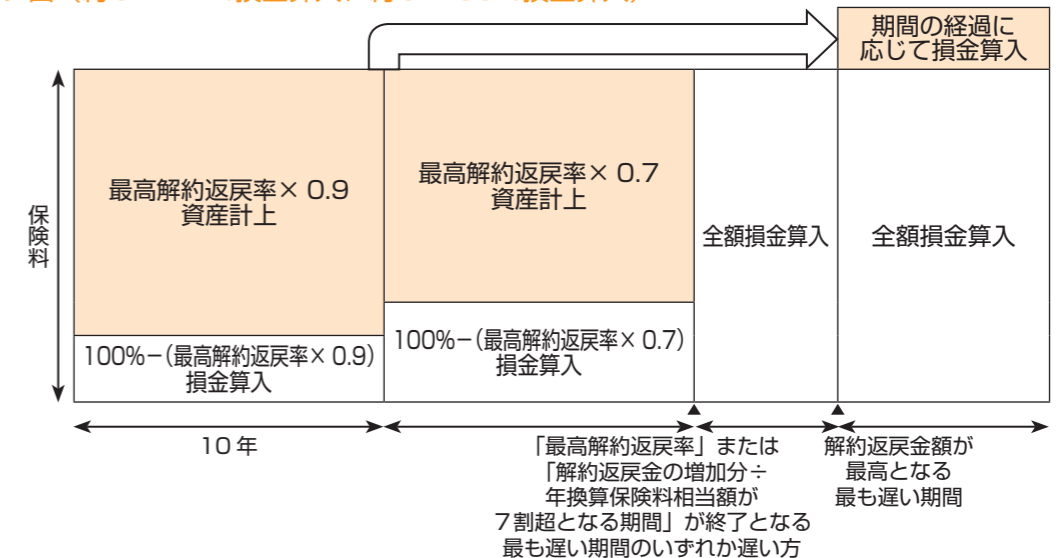 期間の経過に
応じて損金算入
保険料
最高解約返戻率×0.9
資産計上
最高解約返戻率×0.7
資産計上
全額損金算入
全額損金算入
100%−(最高解約返戻率×0.9)
損金算入
100%−(最高解約返戻率×0.7)
損金算入
10年
「最高解約返戻率」または
「解約返戻金の増加分÷
年換算保険料相当額が
7割超となる期間」が終了となる
最も遅い期間のいずれか遅い方
解約返戻金額が
最高となる
最も遅い期間